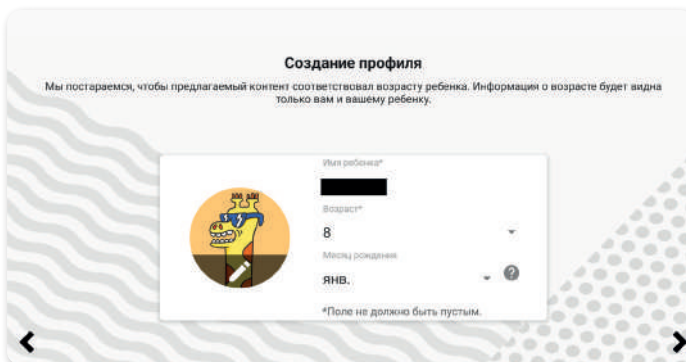 Создание профиля
Мы постараемся, чтобы предлагаемый контент соответствовал возрасту ребенка. Информация о возрасте будет видна
только вам и вашему ребенку.
Имя ребенка*
Возраст*
8
Месяц рождения
янв.
?
*Поле не должно быть пустым.